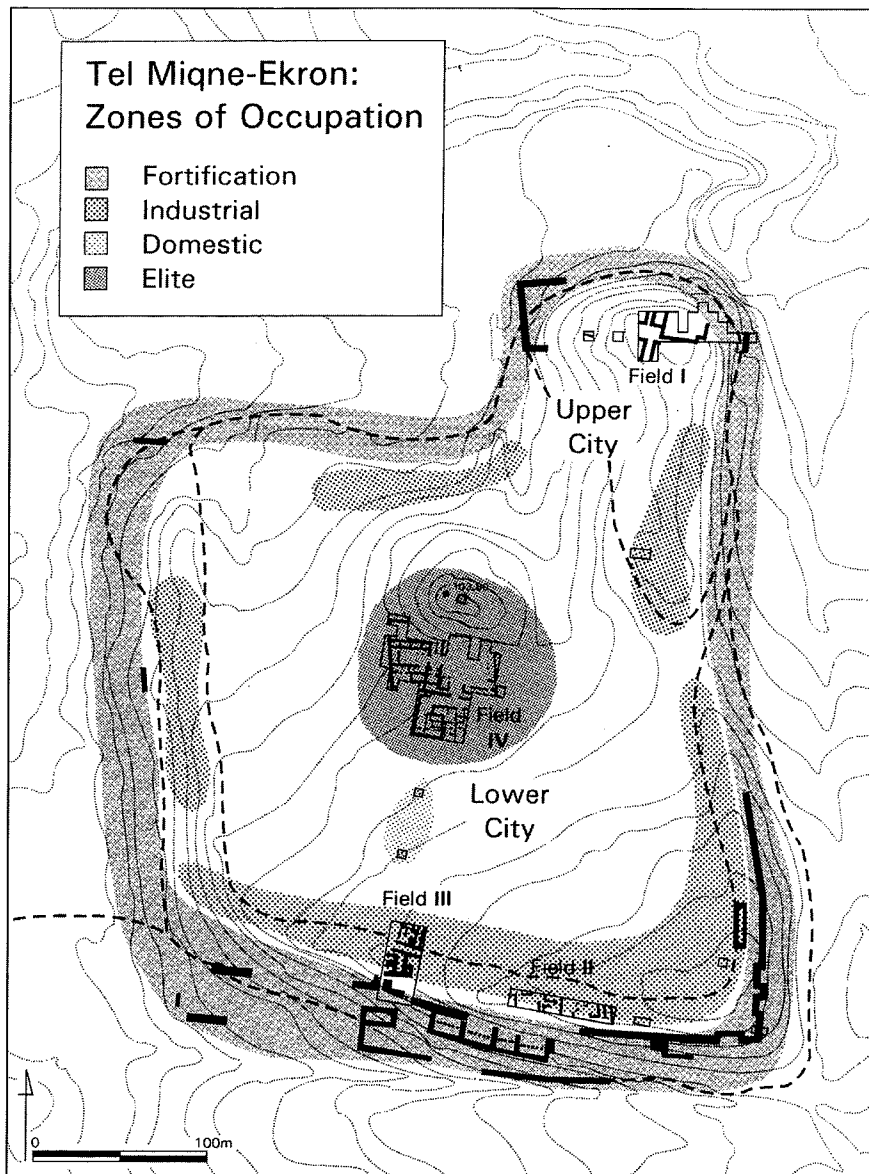 Tel Miqne-Ekron:
Zones of Occupation
Fortification
Industrial
Domestic
Elite
Field I
Upper
City
Field
IV
Lower
City
Field III
Field II
0
100m